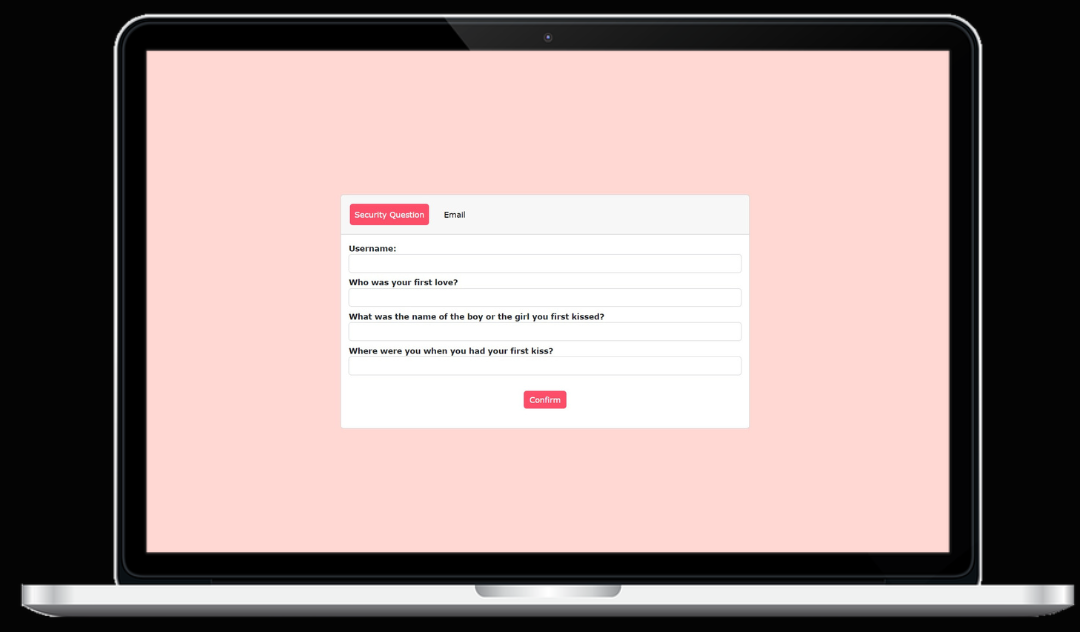 Security Question Email
Username:
Who was your first love?
What was the name of the boy or the girl you first kissed?
Where were you when you had your first kiss?
Confirm